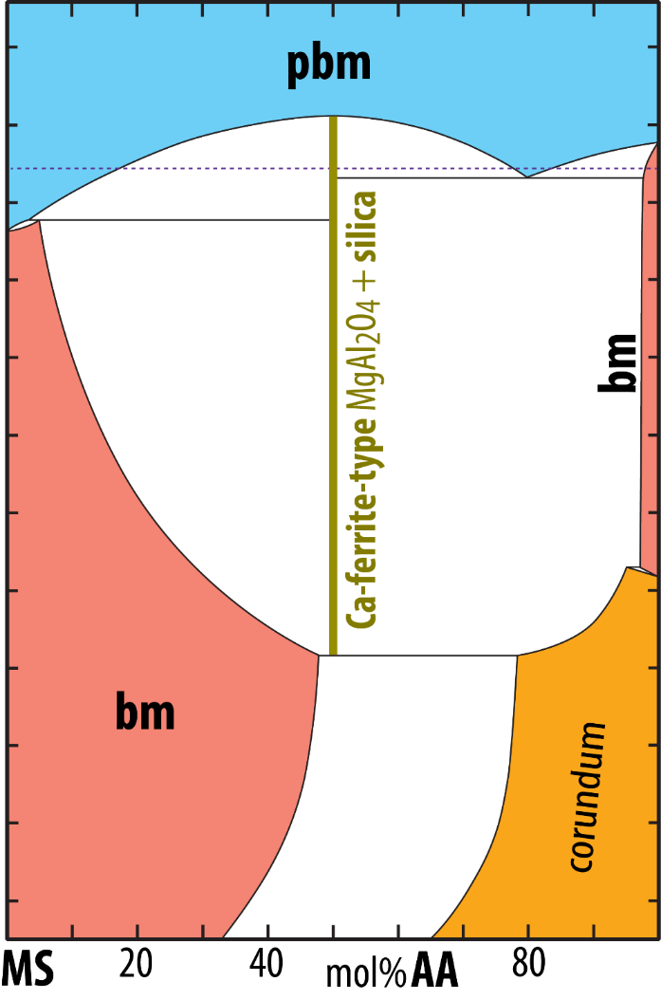 pbm
Ca-ferrite-type MgAl₂O₄ + silica
bm
bm
corundum
MS 20 40 mol% AA 80